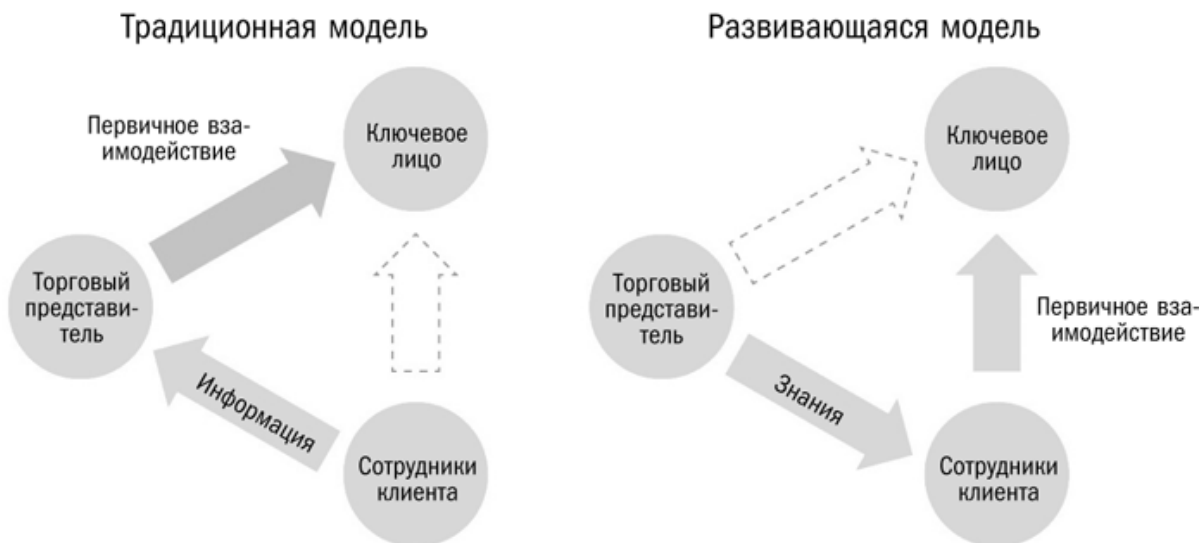 Традиционная модель
Первичное вза-
имодействие
Ключевое
лицо
Торговый
представи-
тель
Информация
Сотрудники
клиента
Развивающаяся модель
Ключевое
лицо
Торговый
представи-
тель
Первичное вза-
имодействие
Знания
Сотрудники
клиента